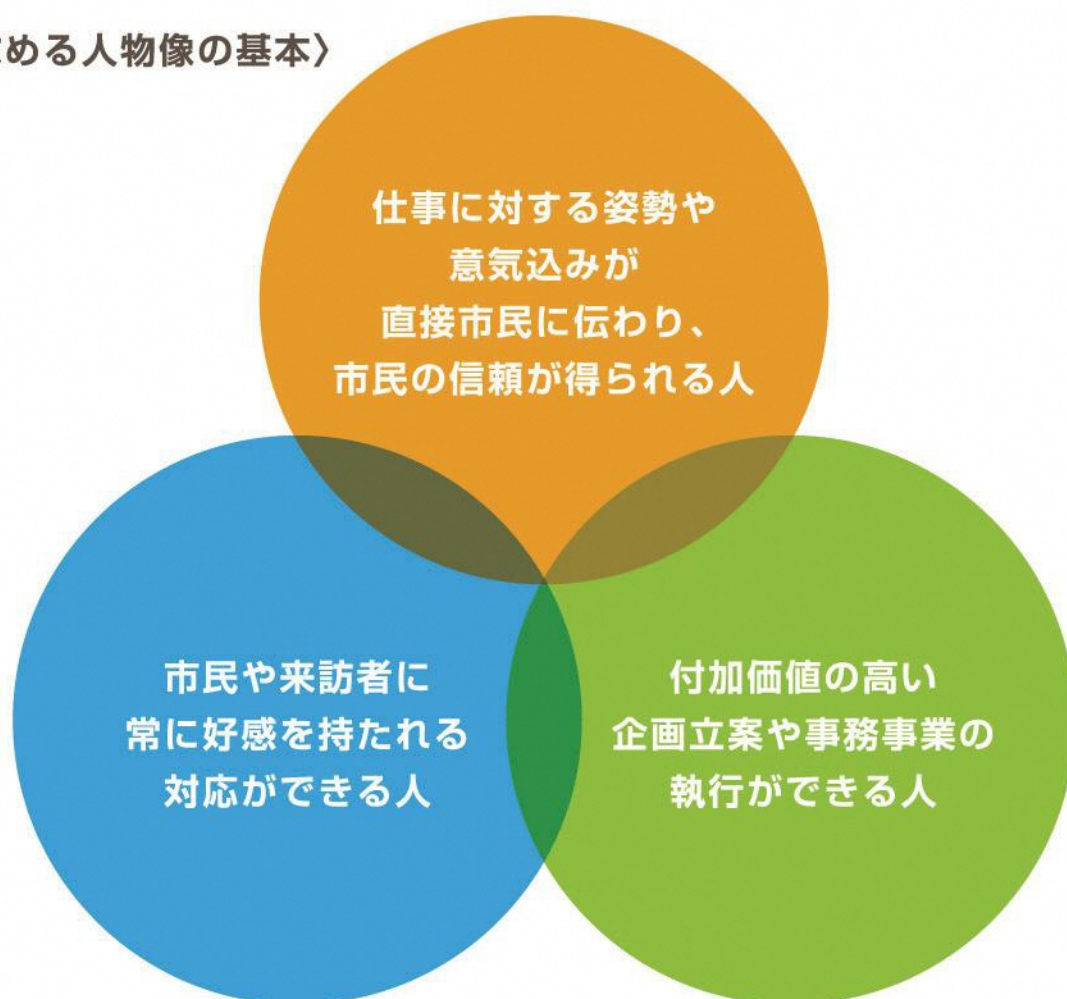 める人物像の基本〉
仕事に対する姿勢や
意気込みが
直接市民に伝わり、
市民の信頼が得られる人
市民や来訪者に
常に好感を持たれる
対応ができる人
付加価値の高い
企画立案や事務事業の
執行ができる人